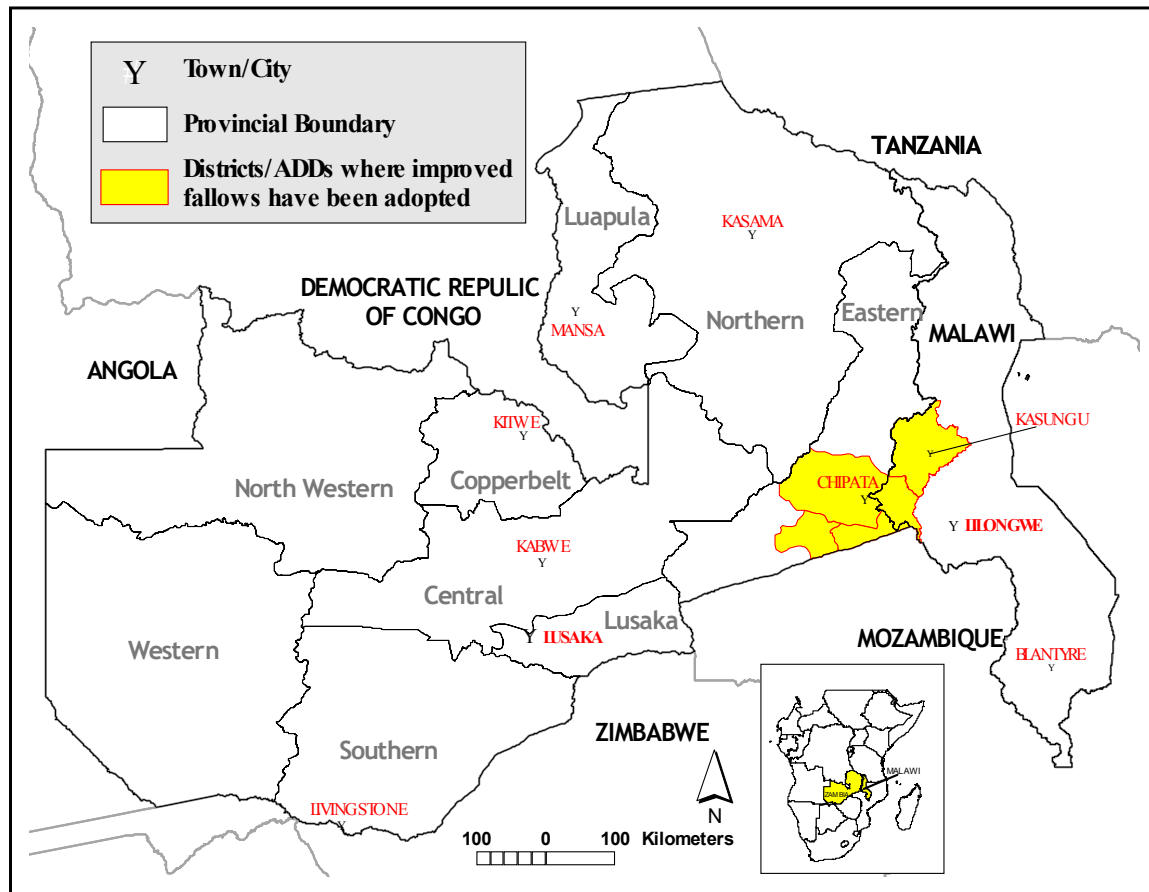 Y Town/City
Provincial Boundary
Districts/ADDs where improved
fallows have been adopted
TANZANIA
Luapula
KASAMA
Y
DEMOCRATIC REPULIC
OF CONGO
Eastern
Y
MANSA
Northern
MALAWI
ANGOLA
KITWE
Y
KASUNGU
Y
Copperbelt
North Western
CHIPATA
Y
Y LILONGWE
KABWE
Y
Central
Lusaka
Y LUSAKA
Western
MOZAMBIQUE
BLANTYRE
Y
ZIMBABWE
Southern
MALAWI
ZAMBIA
N
LIVINGSTONE
Y
100 0 100 Kilometers